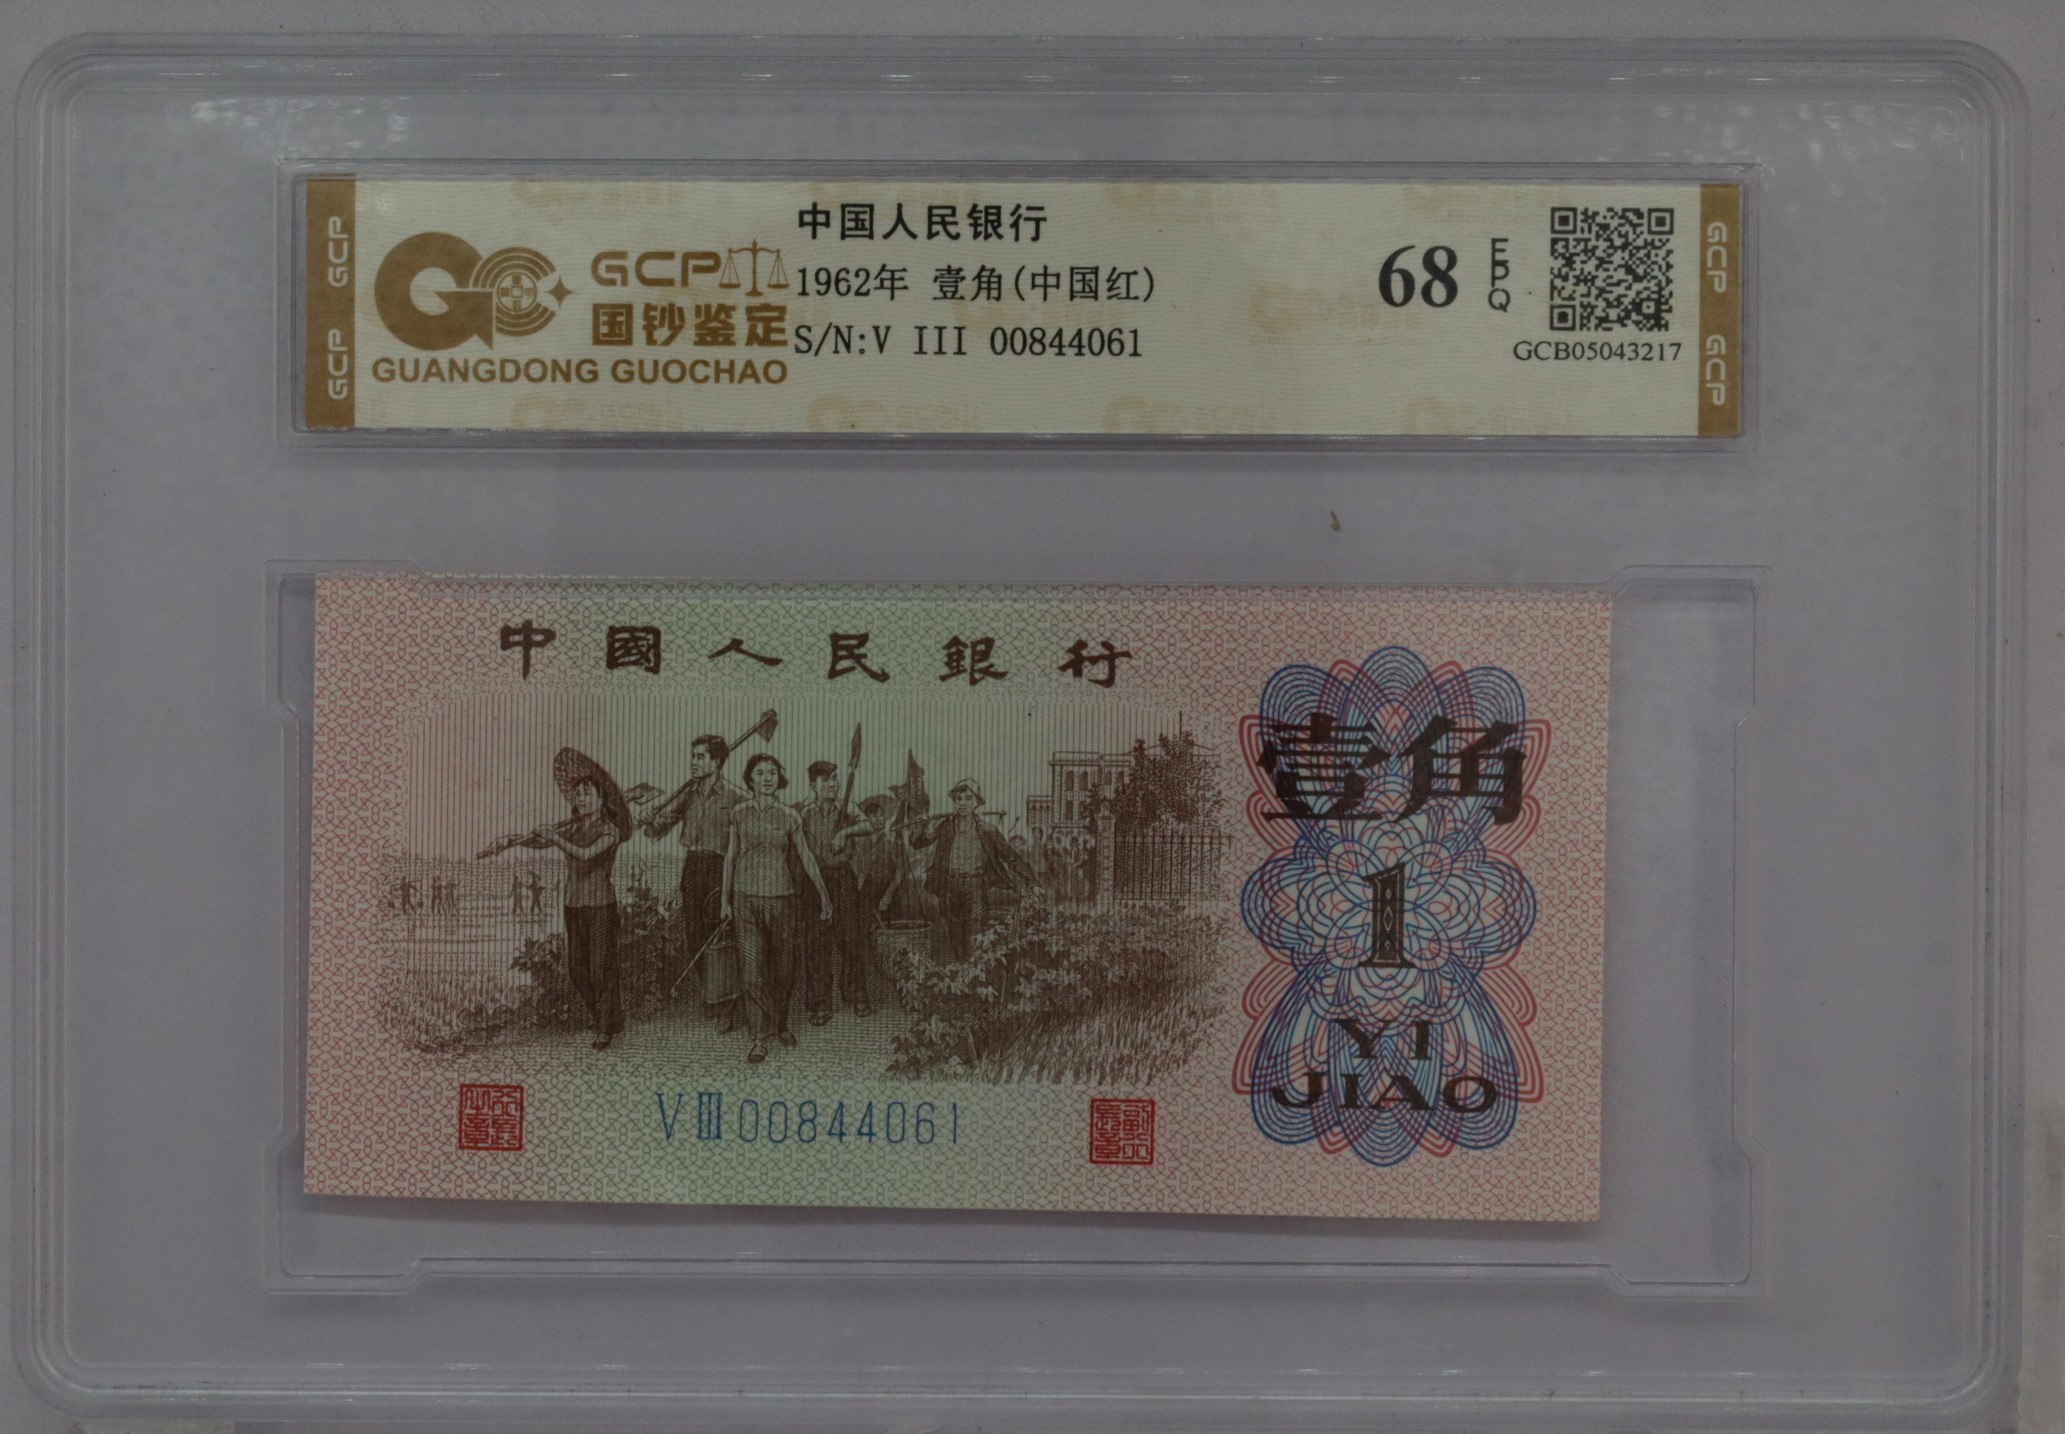 GCP GCP
GCP
国钞鉴定
GUANGDONG GUOCHAO
中国人民银行
1962年 壹角(中国红)
S/N:V III 00844061
68
EPQ
GCB05043217
GCP GCP
中國人民銀行
壹角
1
YI
JIAO
VIII00844061